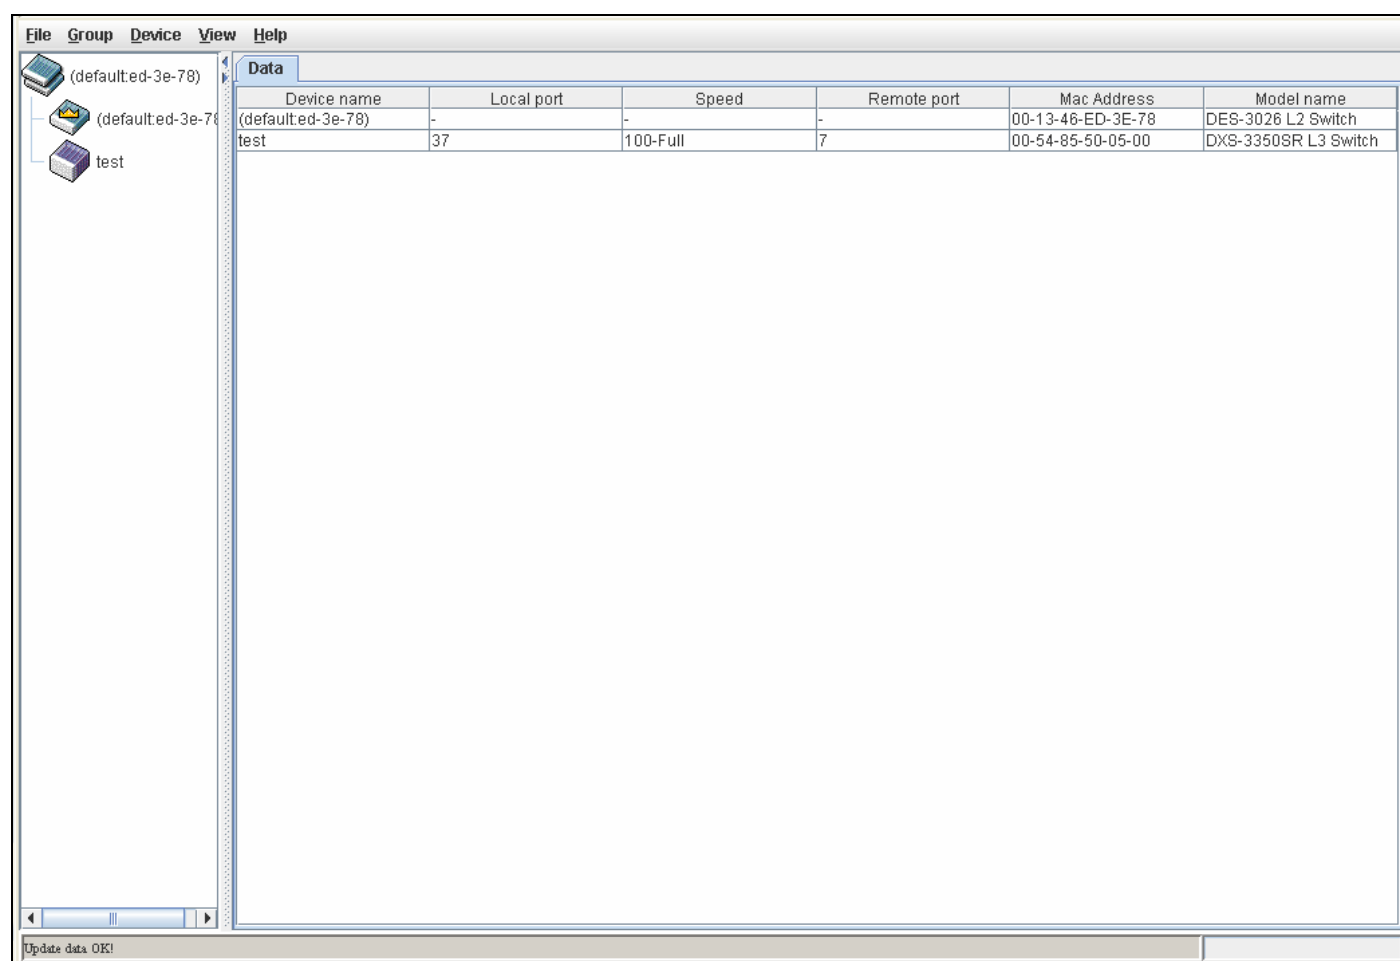 File Group Device View Help
(default:ed-3e-78)
(default:ed-3e-78
test
Data
Device name Local port Speed Remote port Mac Address Model name
(default:ed-3e-78) - - - 00-13-46-ED-3E-78 DES-3026 L2 Switch
test 37 100-Full 7 00-54-85-50-05-00 DXS-3350SR L3 Switch
Update data OK!